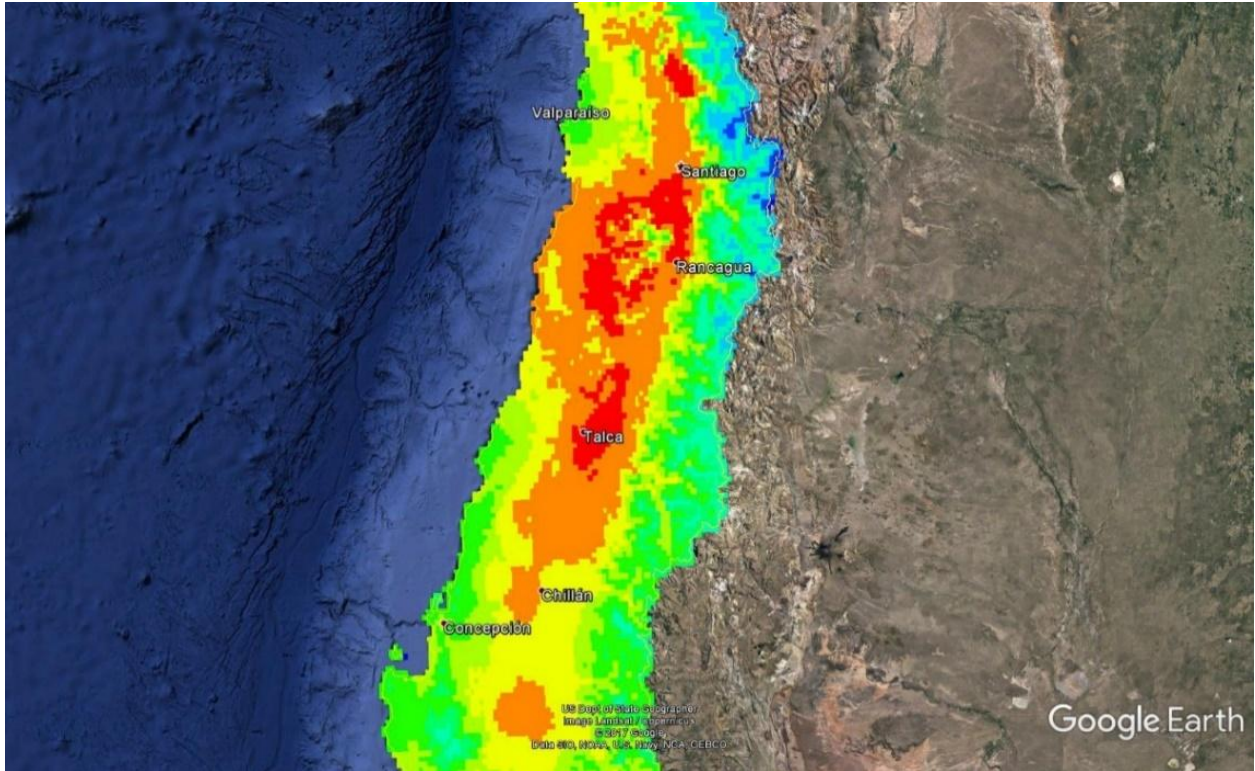 Valparaíso
Santiago
Rancagua
Talca
Chillán
Concepción
US Dept of State Geographer
Image Landsat / Copernicus
© 2017 Google
Data SIO, NOAA, U.S. Navy, NGA, GEBCO
Google Earth